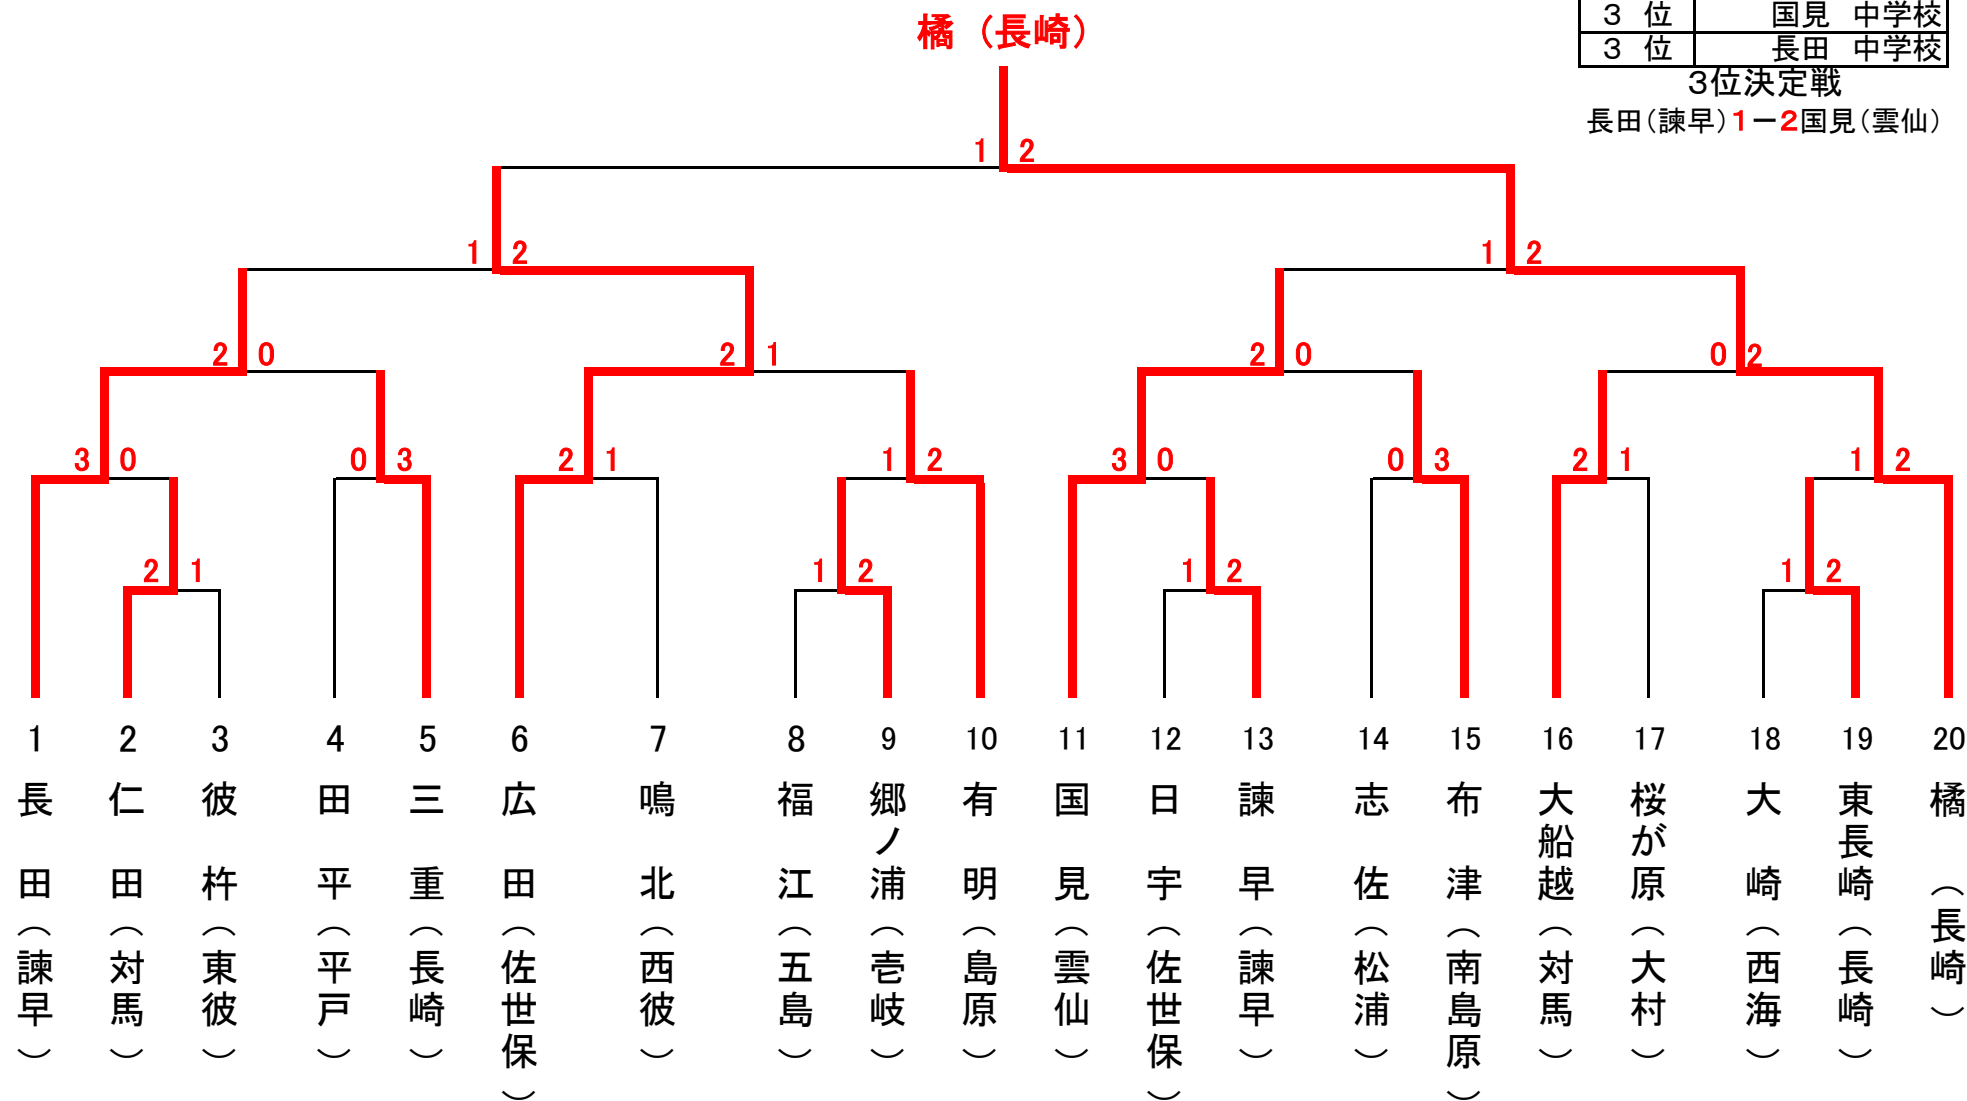 橘（長崎）
３ 位 国見 中学校
３ 位 長田 中学校
３位決定戦
長田（諫早）１ー２国見（雲仙）
1 2
1 2 1 2
2 0 2 1 2 0 0 2
3 0 0 3 2 1 1 2 3 0 0 3 2 1 1 2
2 1 1 2 1 2 1 2
1 2 3 4 5 6 7 8 9 10 11 12 13 14 15 16 17 18 19 20
長田（諫早）
仁田（対馬）
彼杵（東彼）
田平（平戸）
三重（長崎）
広田（佐世保）
鳴北（西彼）
福江（五島）
郷ノ浦（壱岐）
有明（島原）
国見（雲仙）
日宇（佐世保）
諫早（諫早）
志佐（松浦）
布津（南島原）
大船越（対馬）
桜が原（大村）
大崎（西海）
東長崎（長崎）
橘（長崎）